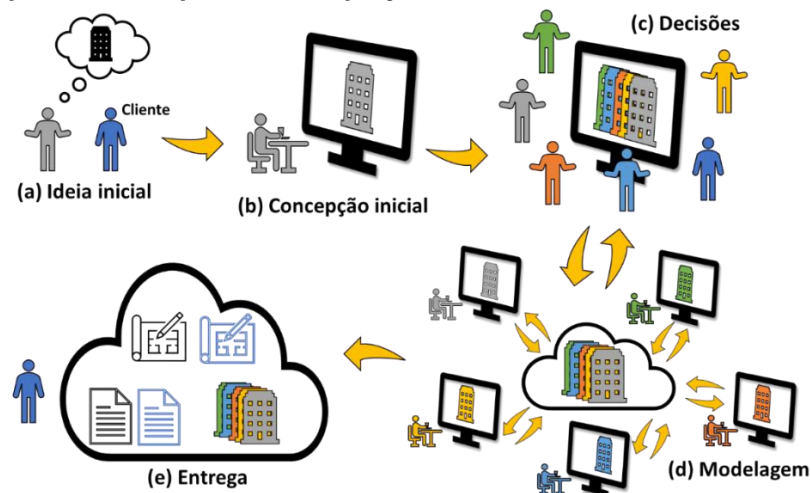 (c) Decisões
Cliente
(a) Ideia inicial
(b) Concepção inicial
(e) Entrega
(d) Modelagem